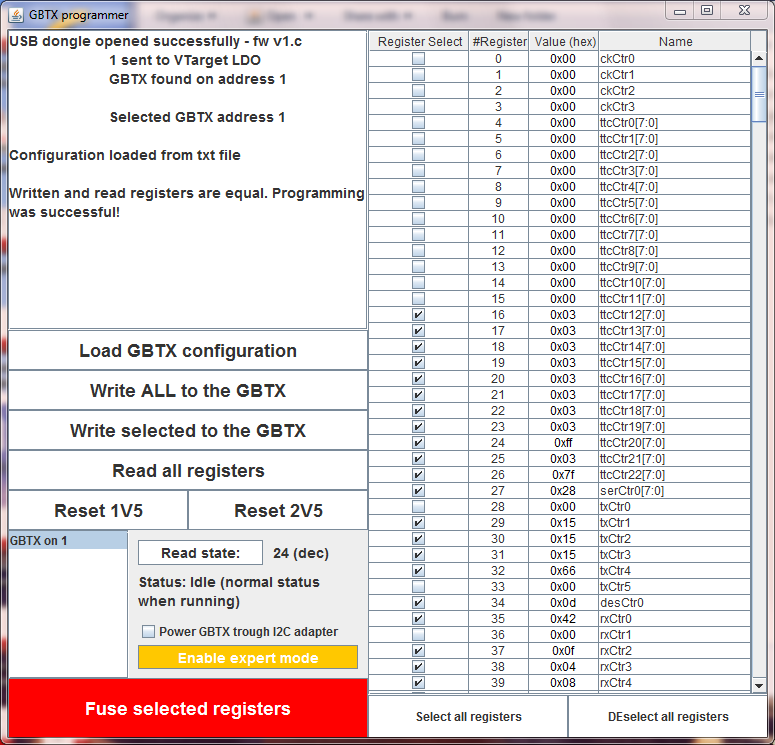 GBTX programmer
USB dongle opened successfully - fw v1.c
1 sent to VTarget LDO
GBTX found on address 1
Selected GBTX address 1
Configuration loaded from txt file
Written and read registers are equal. Programming
was successful!
Load GBTX configuration
Write ALL to the GBTX
Write selected to the GBTX
Read all registers
Reset 1V5 Reset 2V5
GBTX on 1
Read state: 24 (dec)
Status: Idle (normal status
when running)
Power GBTX trough I2C adapter
Enable expert mode
Fuse selected registers
Register Select #Register Value (hex) Name
0 0x00 ckCtr0
1 0x00 ckCtr1
2 0x00 ckCtr2
3 0x00 ckCtr3
4 0x00 ttcCtr0[7:0]
5 0x00 ttcCtr1[7:0]
6 0x00 ttcCtr2[7:0]
7 0x00 ttcCtr3[7:0]
8 0x00 ttcCtr4[7:0]
9 0x00 ttcCtr5[7:0]
10 0x00 ttcCtr6[7:0]
11 0x00 ttcCtr7[7:0]
12 0x00 ttcCtr8[7:0]
13 0x00 ttcCtr9[7:0]
14 0x00 ttcCtr10[7:0]
15 0x00 ttcCtr11[7:0]
16 0x03 ttcCtr12[7:0]
17 0x03 ttcCtr13[7:0]
18 0x03 ttcCtr14[7:0]
19 0x03 ttcCtr15[7:0]
20 0x03 ttcCtr16[7:0]
21 0x03 ttcCtr17[7:0]
22 0x03 ttcCtr18[7:0]
23 0x03 ttcCtr19[7:0]
24 0xff ttcCtr20[7:0]
25 0x03 ttcCtr21[7:0]
26 0x7f ttcCtr22[7:0]
27 0x28 serCtr0[7:0]
28 0x00 txCtr0
29 0x15 txCtr1
30 0x15 txCtr2
31 0x15 txCtr3
32 0x66 txCtr4
33 0x00 txCtr5
34 0x0d desCtr0
35 0x42 rxCtr0
36 0x00 rxCtr1
37 0x0f rxCtr2
38 0x04 rxCtr3
39 0x08 rxCtr4
Select all registers DEselect all registers